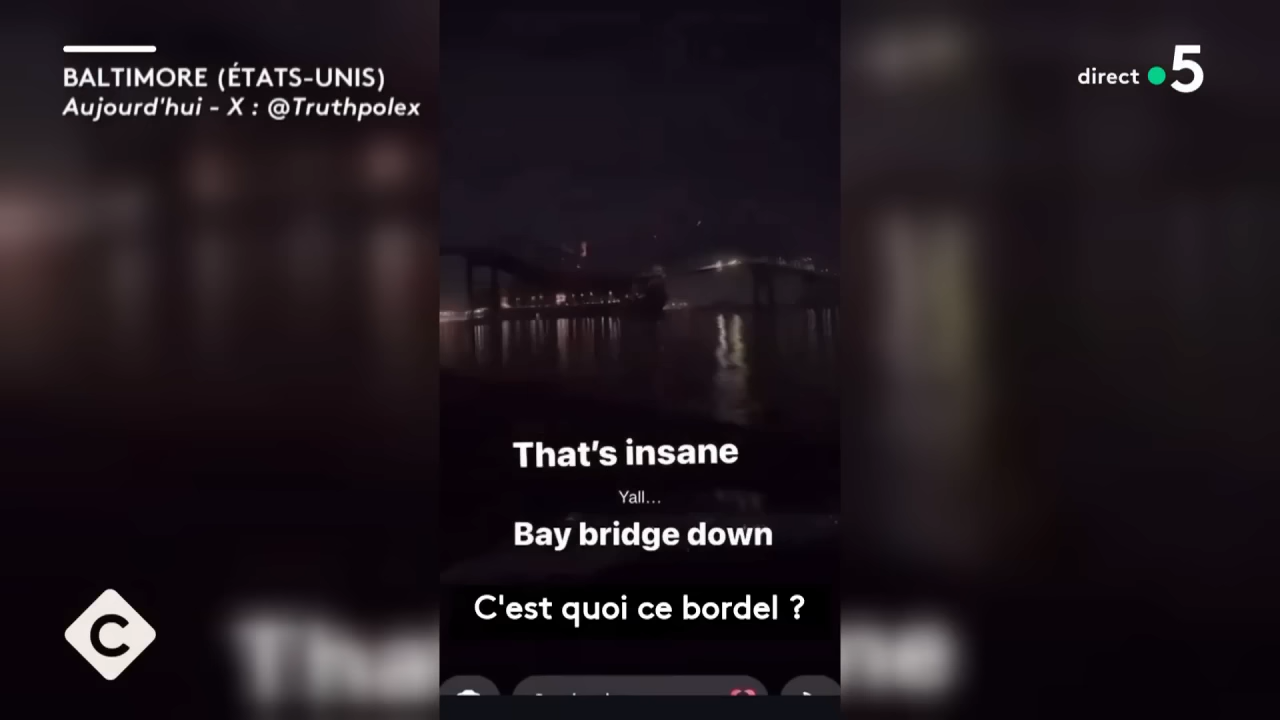 BALTIMORE (ÉTATS-UNIS)
Aujourd'hui - X : @Truthpolex
direct 5
That's insane
Yall...
Bay bridge down
C'est quoi ce bordel ?
C